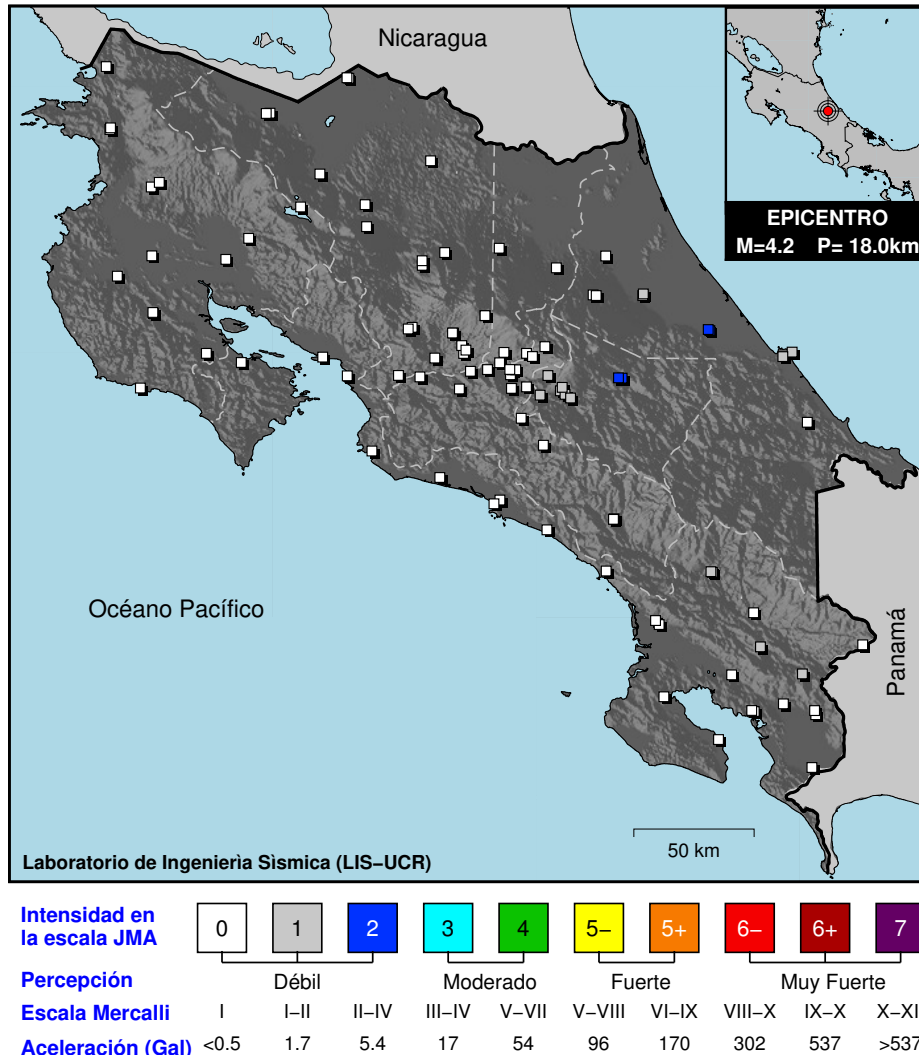 Nicaragua
EPICENTRO
M=4.2 P= 18.0km
Océano Pacífico
Panamá
50 km
Laboratorio de Ingenierìa Sìsmica (LIS−UCR)
Intensidad en
la escala JMA
0 1 2 3 4 5− 5+ 6− 6+ 7
Percepción Débil Moderado Fuerte Muy Fuerte
Escala Mercalli I I−II II−IV III−IV V−VII V−VIII VI−IX VIII−X IX−X X−XI
Aceleración (Gal) <0.5 1.7 5.4 17 54 96 170 302 537 >537